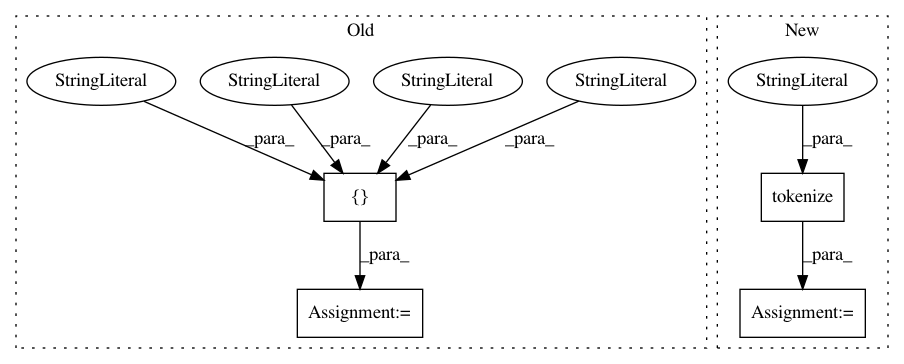 Old
New
StringLiteral StringLiteral StringLiteral StringLiteral StringLiteral
_para_ _para_ _para_ _para_ _para_
{} tokenize
_para_ _para_
Assignment:= Assignment:=